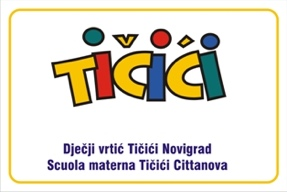 TIČIĆI
Dječji vrtić Tičići Novigrad
Scuola materna Tičići Cittanova